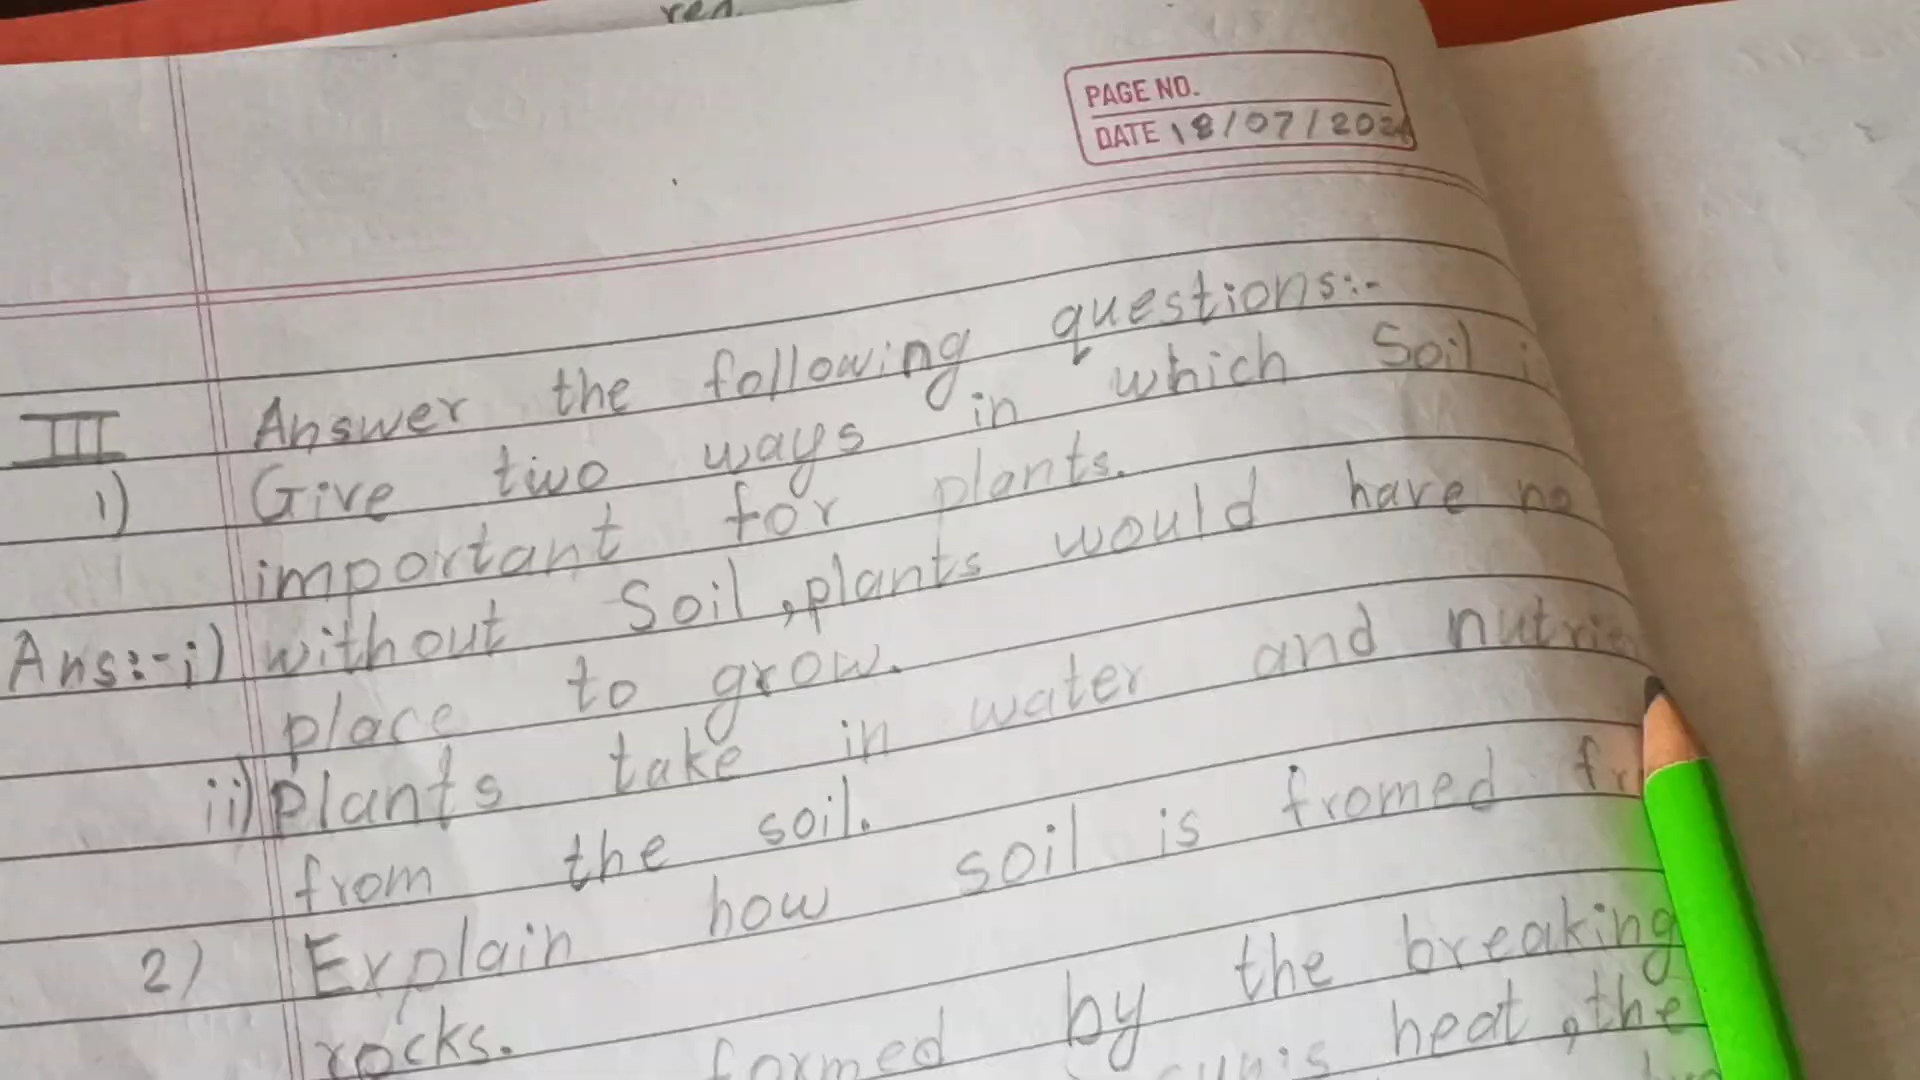 PAGE NO.
DATE 18/07/202
III Answer the following questions:-
1) Give two ways in which Soil
important for plants.
Ans:-i) without Soil, plants would have no
place to grow.
ii) Plants take in water and nutrie
from the soil.
2) Explain how soil is fromed
rocks.
formed by the breaking
heat, the